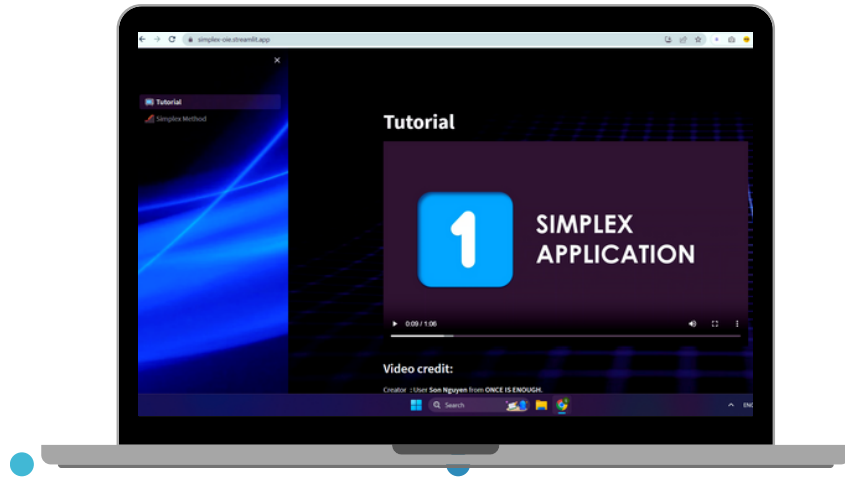 simplex-oie.streamlit.app
Tutorial
Simplex Method
Tutorial
1
SIMPLEX
APPLICATION
0:09 / 1:06
Video credit:
Creator : User Son Nguyen from ONCE IS ENOUGH.
Search
ENG